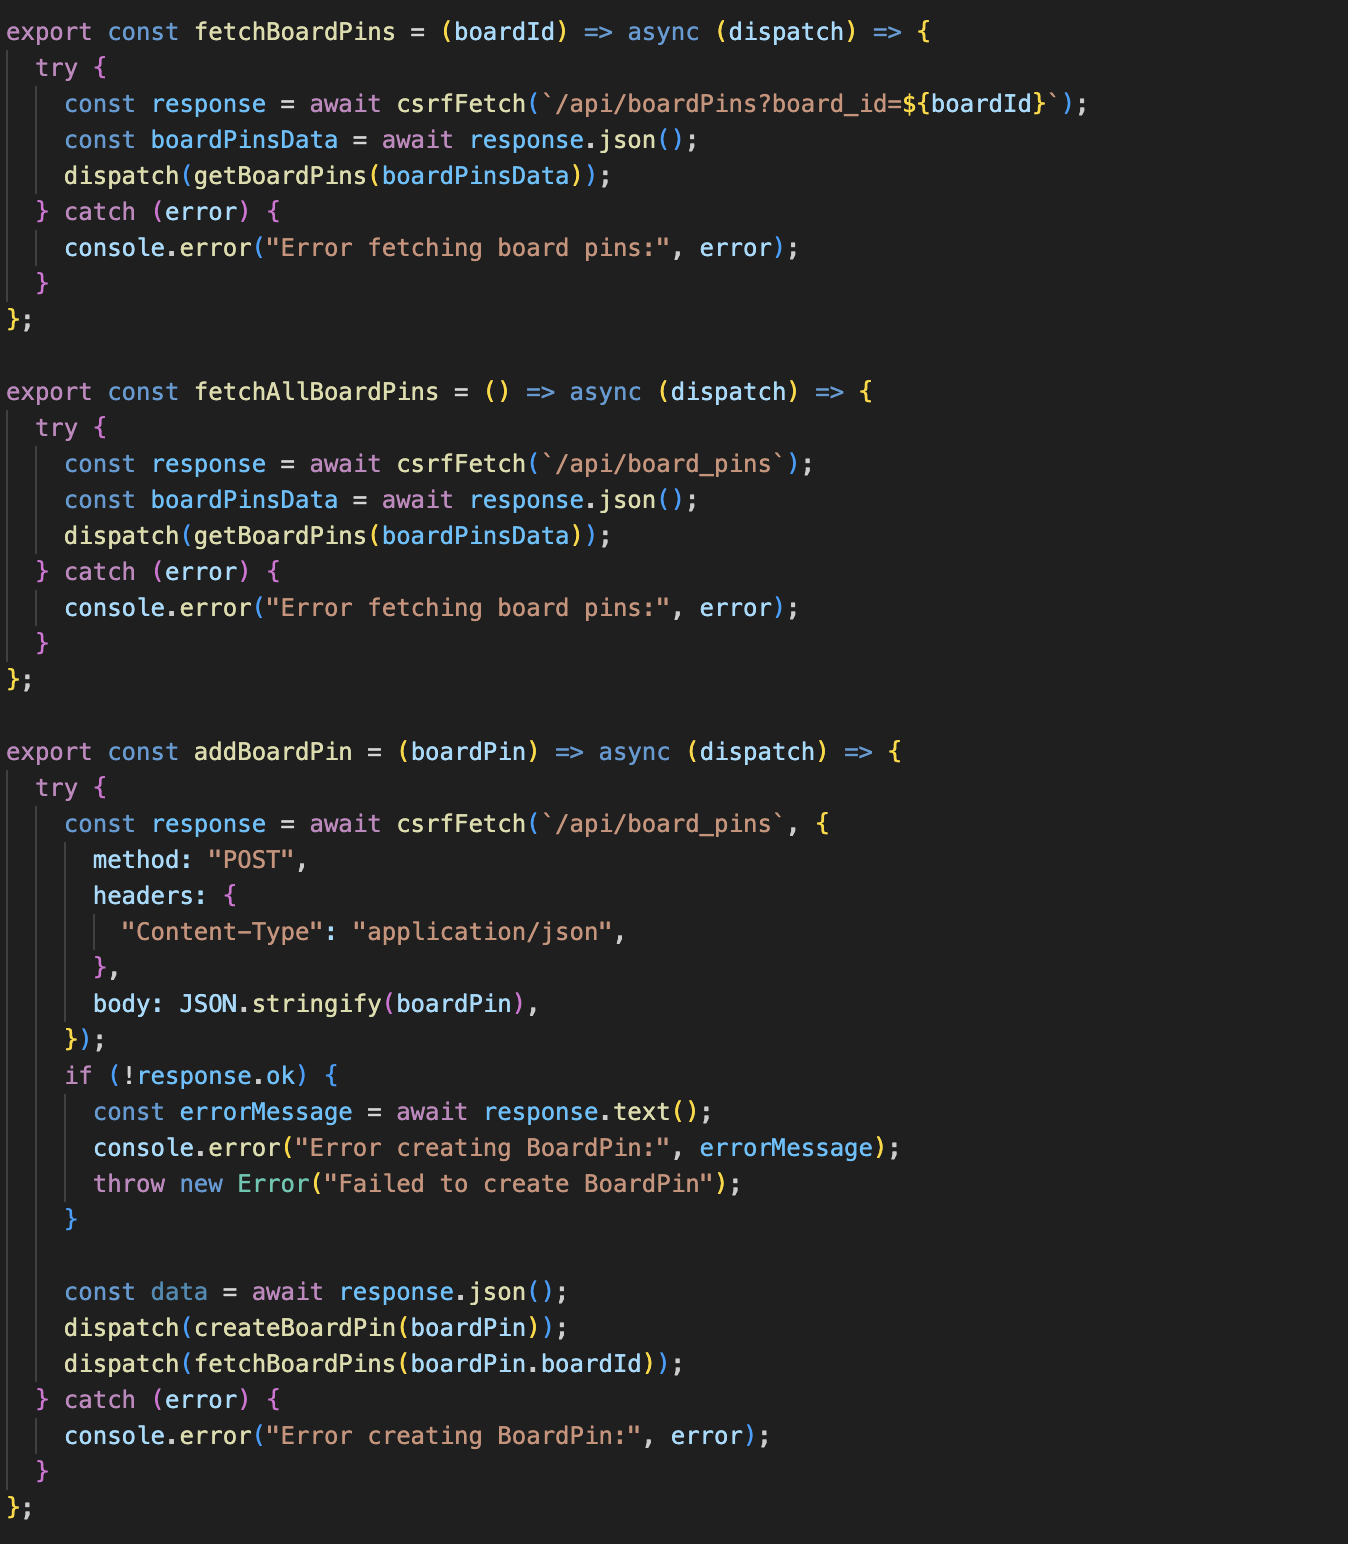 export const fetchBoardPins = (boardId) => async (dispatch) => {
  try {
    const response = await csrfFetch(`/api/boardPins?board_id=${boardId}`);
    const boardPinsData = await response.json();
    dispatch(getBoardPins(boardPinsData));
  } catch (error) {
    console.error("Error fetching board pins:", error);
  }
};

export const fetchAllBoardPins = () => async (dispatch) => {
  try {
    const response = await csrfFetch(`/api/board_pins`);
    const boardPinsData = await response.json();
    dispatch(getBoardPins(boardPinsData));
  } catch (error) {
    console.error("Error fetching board pins:", error);
  }
};

export const addBoardPin = (boardPin) => async (dispatch) => {
  try {
    const response = await csrfFetch(`/api/board_pins`, {
      method: "POST",
      headers: {
        "Content-Type": "application/json",
      },
      body: JSON.stringify(boardPin),
    });
    if (!response.ok) {
      const errorMessage = await response.text();
      console.error("Error creating BoardPin:", errorMessage);
      throw new Error("Failed to create BoardPin");
    }

    const data = await response.json();
    dispatch(createBoardPin(boardPin));
    dispatch(fetchBoardPins(boardPin.boardId));
  } catch (error) {
    console.error("Error creating BoardPin:", error);
  }
};